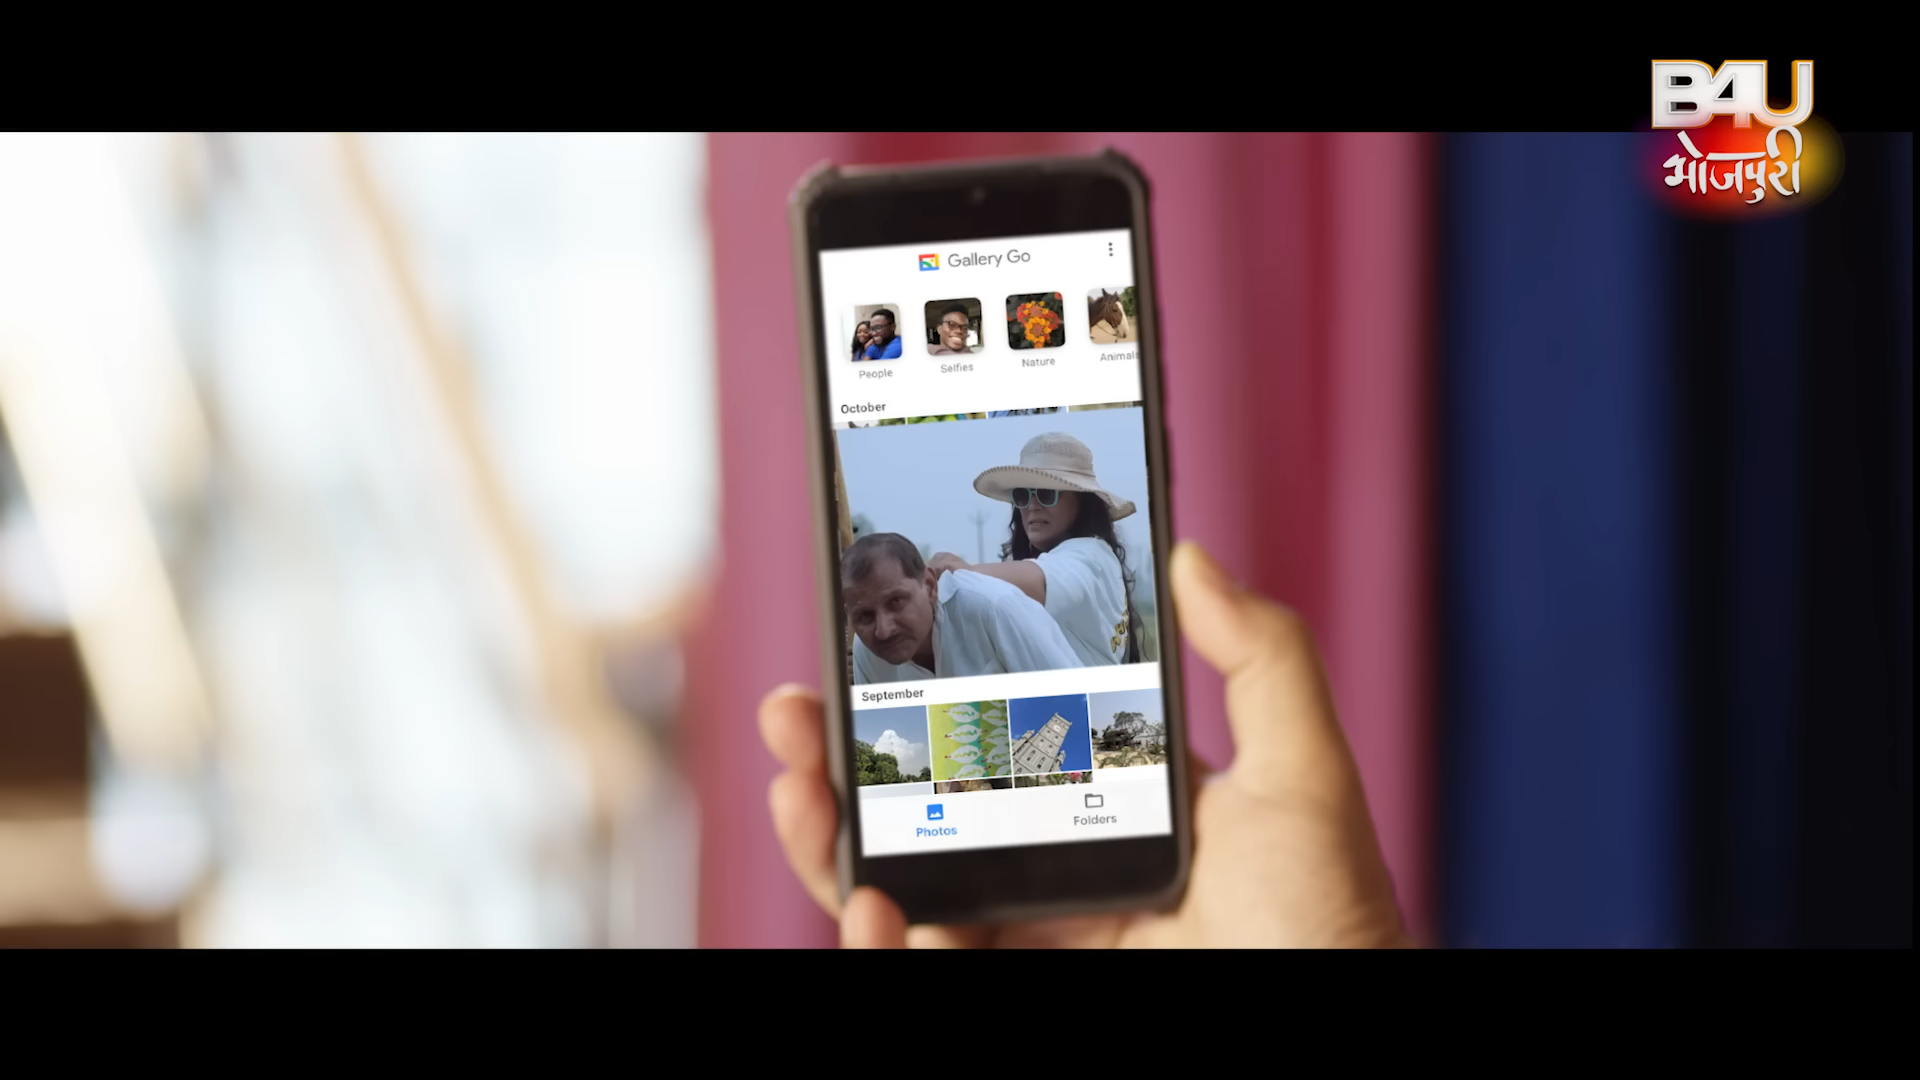 B4U
भोजपुरी
Gallery Go
People
Selfies
Nature
Animals
October
September
Photos
Folders